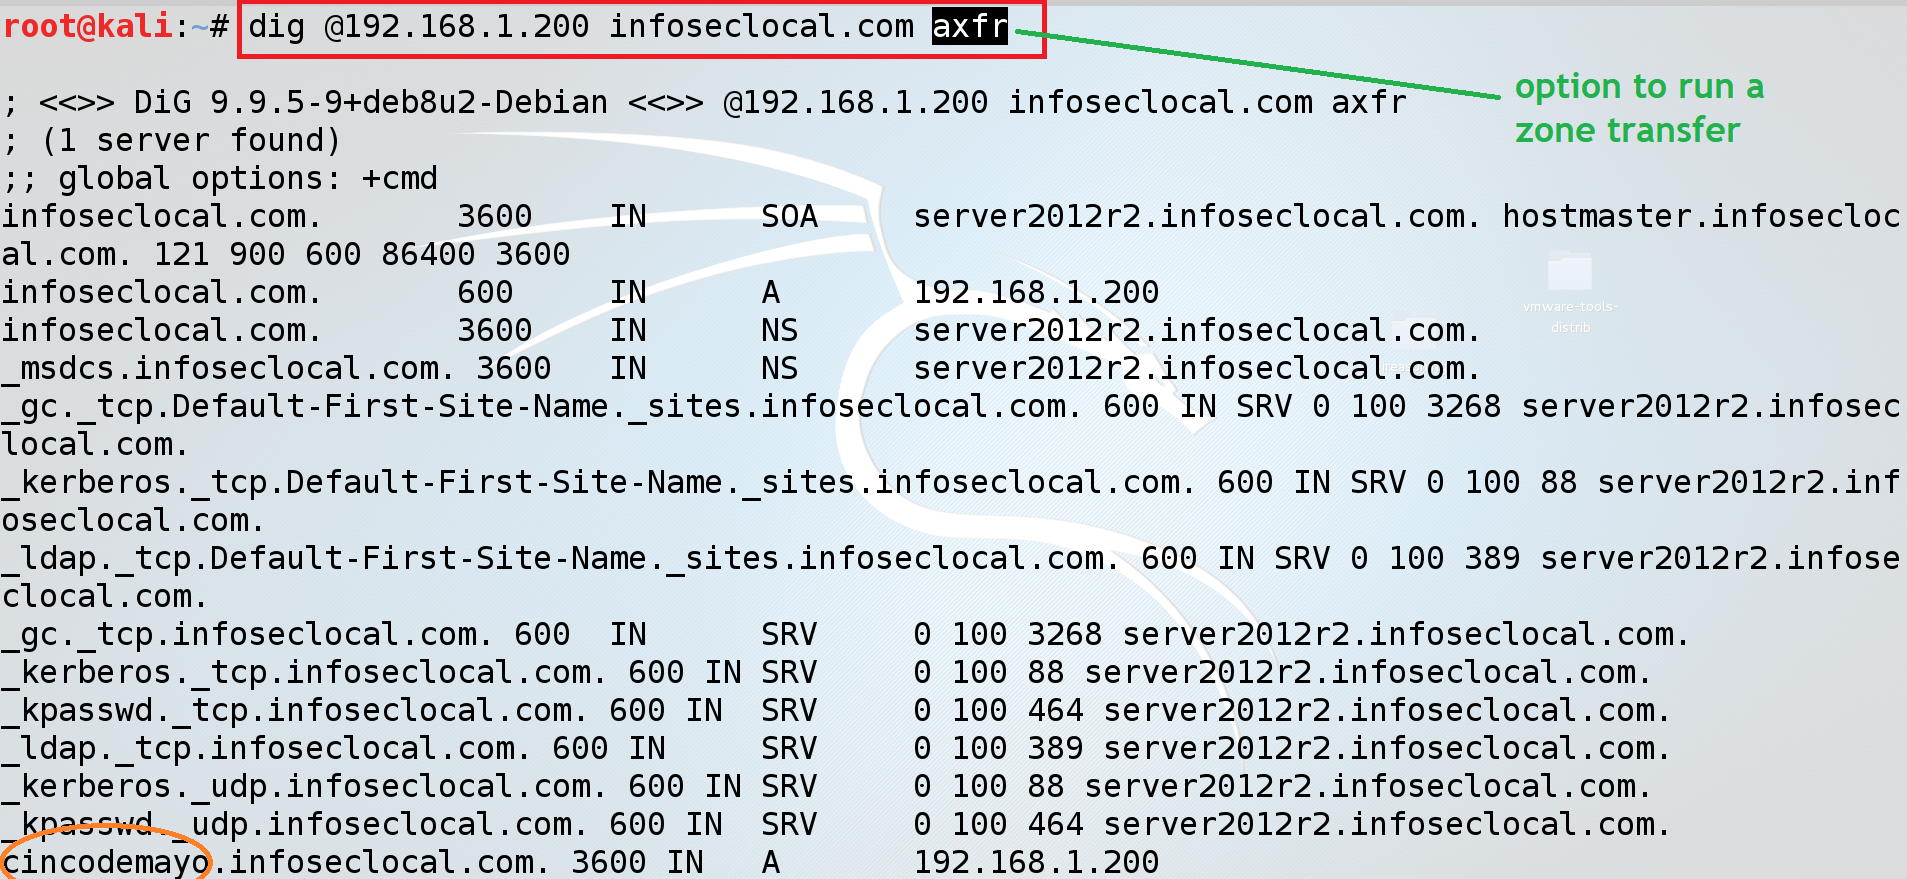 root@kali:~# dig @192.168.1.200 infoseclocal.com axfr
option to run a
zone transfer
; <<>> DiG 9.9.5-9+deb8u2-Debian <<>> @192.168.1.200 infoseclocal.com axfr
; (1 server found)
;; global options: +cmd
infoseclocal.com. 3600 IN SOA server2012r2.infoseclocal.com. hostmaster.infosecloc
al.com. 121 900 600 86400 3600
infoseclocal.com. 600 IN A 192.168.1.200
infoseclocal.com. 3600 IN NS server2012r2.infoseclocal.com.
_msdcs.infoseclocal.com. 3600 IN NS server2012r2.infoseclocal.com.
vmware-tools-
distrib
_gc._tcp.Default-First-Site-Name._sites.infoseclocal.com. 600 IN SRV 0 100 3268 server2012r2.infosec
local.com.
_kerberos._tcp.Default-First-Site-Name._sites.infoseclocal.com. 600 IN SRV 0 100 88 server2012r2.inf
oseclocal.com.
_ldap._tcp.Default-First-Site-Name._sites.infoseclocal.com. 600 IN SRV 0 100 389 server2012r2.infose
clocal.com.
_gc._tcp.infoseclocal.com. 600 IN SRV 0 100 3268 server2012r2.infoseclocal.com.
_kerberos._tcp.infoseclocal.com. 600 IN SRV 0 100 88 server2012r2.infoseclocal.com.
_kpasswd._tcp.infoseclocal.com. 600 IN SRV 0 100 464 server2012r2.infoseclocal.com.
_ldap._tcp.infoseclocal.com. 600 IN SRV 0 100 389 server2012r2.infoseclocal.com.
_kerberos._udp.infoseclocal.com. 600 IN SRV 0 100 88 server2012r2.infoseclocal.com.
_kpasswd._udp.infoseclocal.com. 600 IN SRV 0 100 464 server2012r2.infoseclocal.com.
cincodemayo.infoseclocal.com. 3600 IN A 192.168.1.200